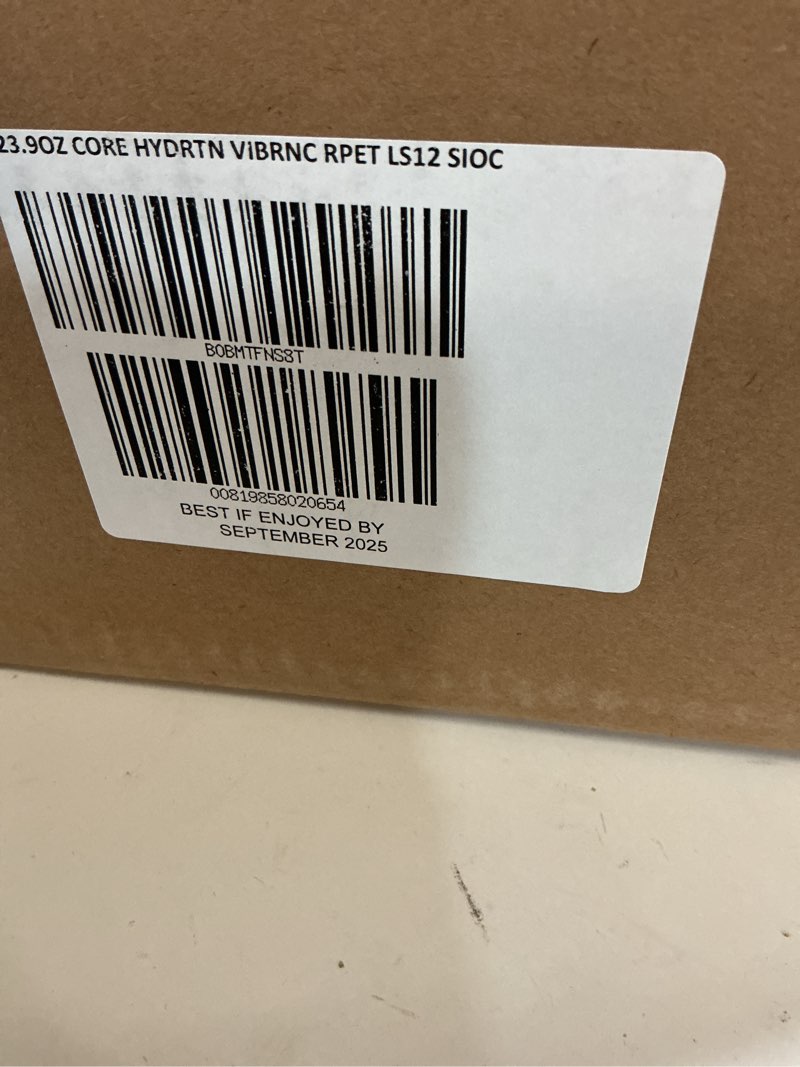 23.9OZ CORE HYDRTN VIBRNC RPET LS12 SIOC
B0BMTFNS8T
00819858020654
BEST IF ENJOYED BY
SEPTEMBER 2025